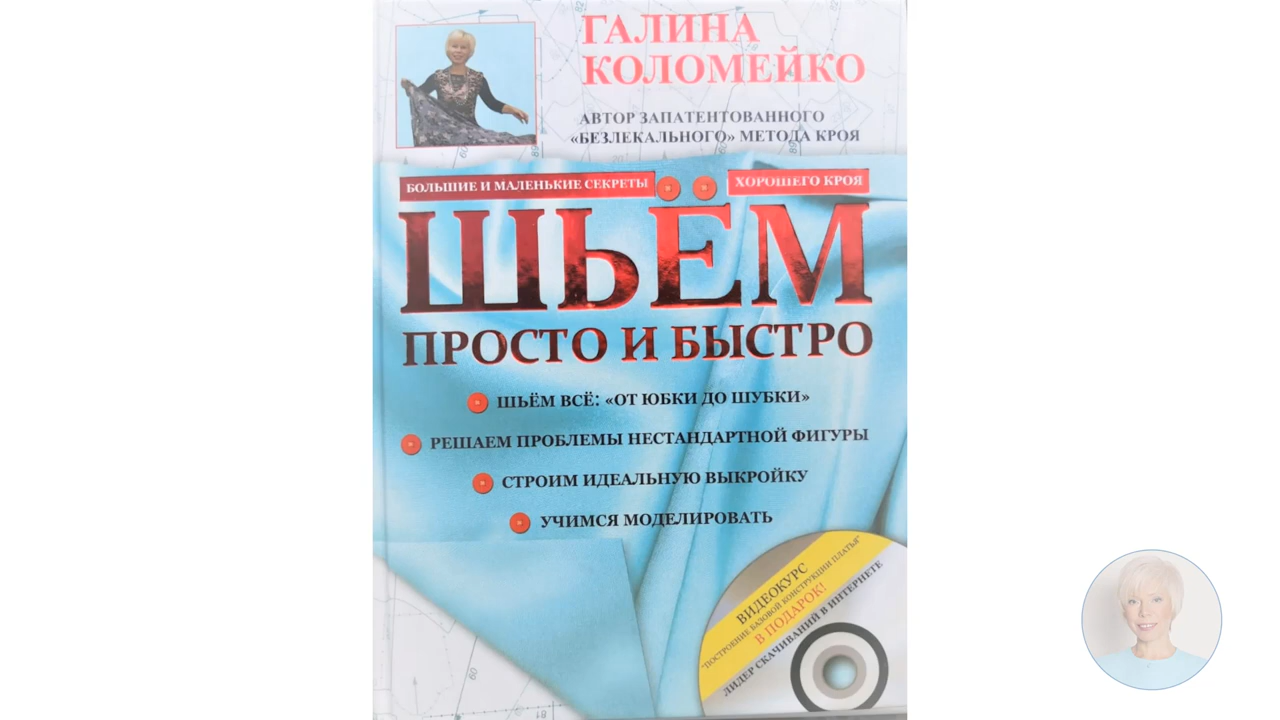 ГАЛИНА
КОЛОМЕЙКО
АВТОР ЗАПАТЕНТОВАННОГО
«БЕЗЛЕКАЛЬНОГО» МЕТОДА КРОЯ
БОЛЬШИЕ И МАЛЕНЬКИЕ СЕКРЕТЫ ХОРОШЕГО КРОЯ
ШЬЁМ
ПРОСТО И БЫСТРО
ШЬЁМ ВСЁ: «ОТ ЮБКИ ДО ШУБКИ»
РЕШАЕМ ПРОБЛЕМЫ НЕСТАНДАРТНОЙ ФИГУРЫ
СТРОИМ ИДЕАЛЬНУЮ ВЫКРОЙКУ
УЧИМСЯ МОДЕЛИРОВАТЬ
ВИДЕОКУРС
"ПОСТРОЕНИЕ БАЗОВОЙ КОНСТРУКЦИИ ПЛАТЬЯ"
В ПОДАРОК!
ЛИДЕР СКАЧИВАНИЙ В ИНТЕРНЕТЕ